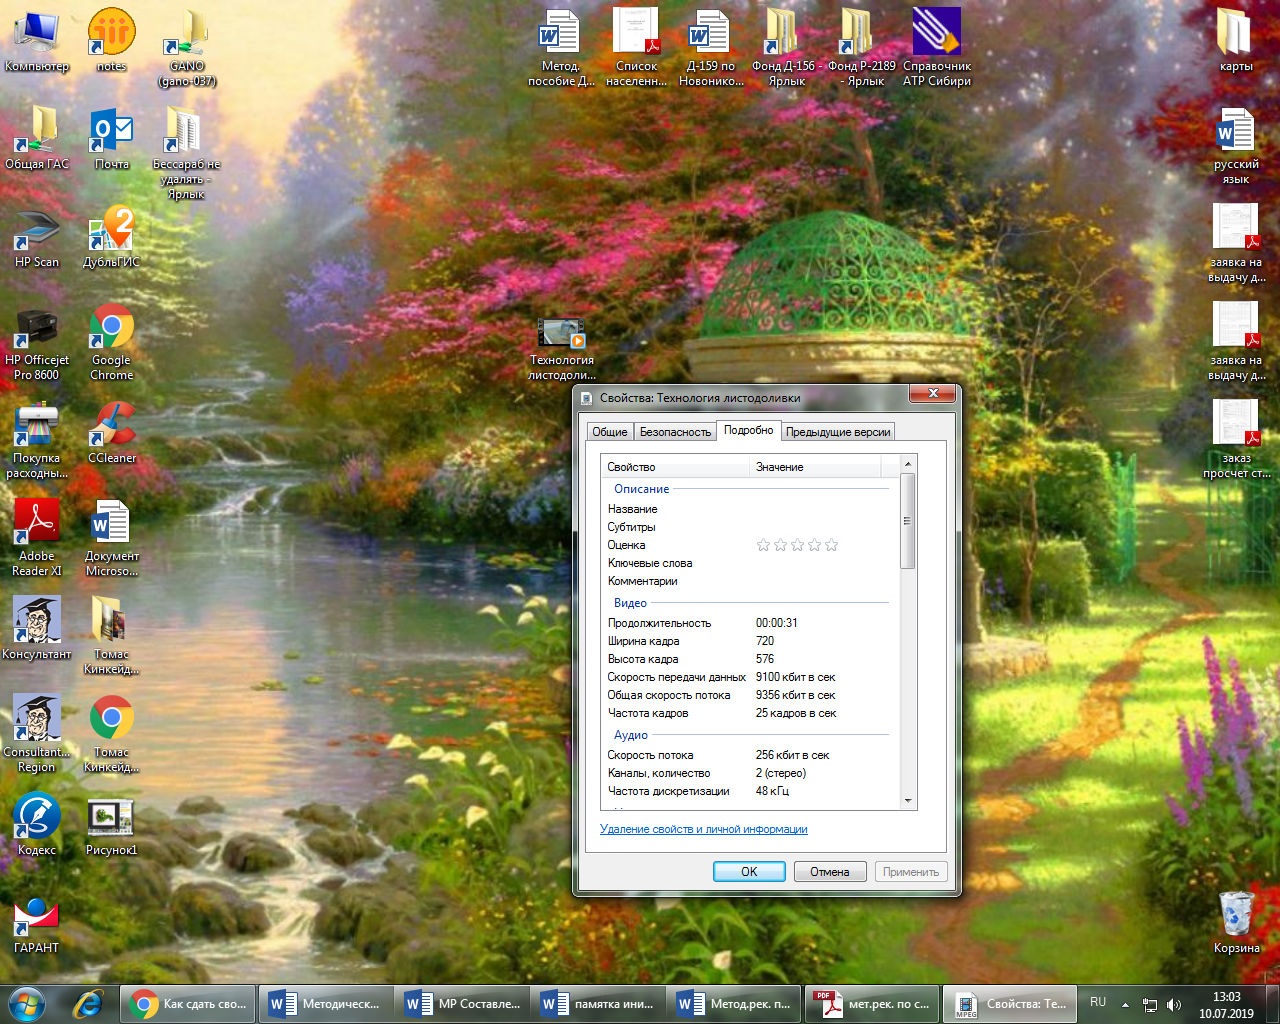 Компьютер
notes
GANO
(gano-037)
Общая ГАС
Почта
Бессараб не
удалять -
Ярлык
HP Scan
2
ДубльГИС
HP Officejet
Pro 8600
Google
Chrome
Покупка
расходны...
CCleaner
Adobe
Reader XI
Документ
Microso...
Консультант
Томас
Кинкейд...
Consultant...
Region
Томас
Кинкейд...
Кодекс
Рисунок1
ГАРАНТ
Метод.
пособие Д...
Список
населенн...
Д-159 по
Новонико...
Фонд Д-156 -
Ярлык
Фонд Р-2189
- Ярлык
Справочник
АТР Сибири
карты
русский
язык
заявка на
выдачу д...
заявка на
выдачу д...
заказ
просчет ст...
Корзина
Технология
листодоли...
Свойства: Технология листодоливки
Общие Безопасность Подробно Предыдущие версии
Свойство Значение
Описание
Название
Субтитры
Оценка
Ключевые слова
Комментарии
Видео
Продолжительность 00:00:31
Ширина кадра 720
Высота кадра 576
Скорость передачи данных 9100 кбит в сек
Общая скорость потока 9356 кбит в сек
Частота кадров 25 кадров в сек
Аудио
Скорость потока 256 кбит в сек
Каналы, количество 2 (стерео)
Частота дискретизации 48 кГц
Удаление свойств и личной информации
OK Отмена Применить
Как сдать сво... Методическ... МР Составле... памятка ини... Метод.рек. п... PDF мет.рек. по с... MPEG Свойства: Те... RU 13:03
10.07.2019